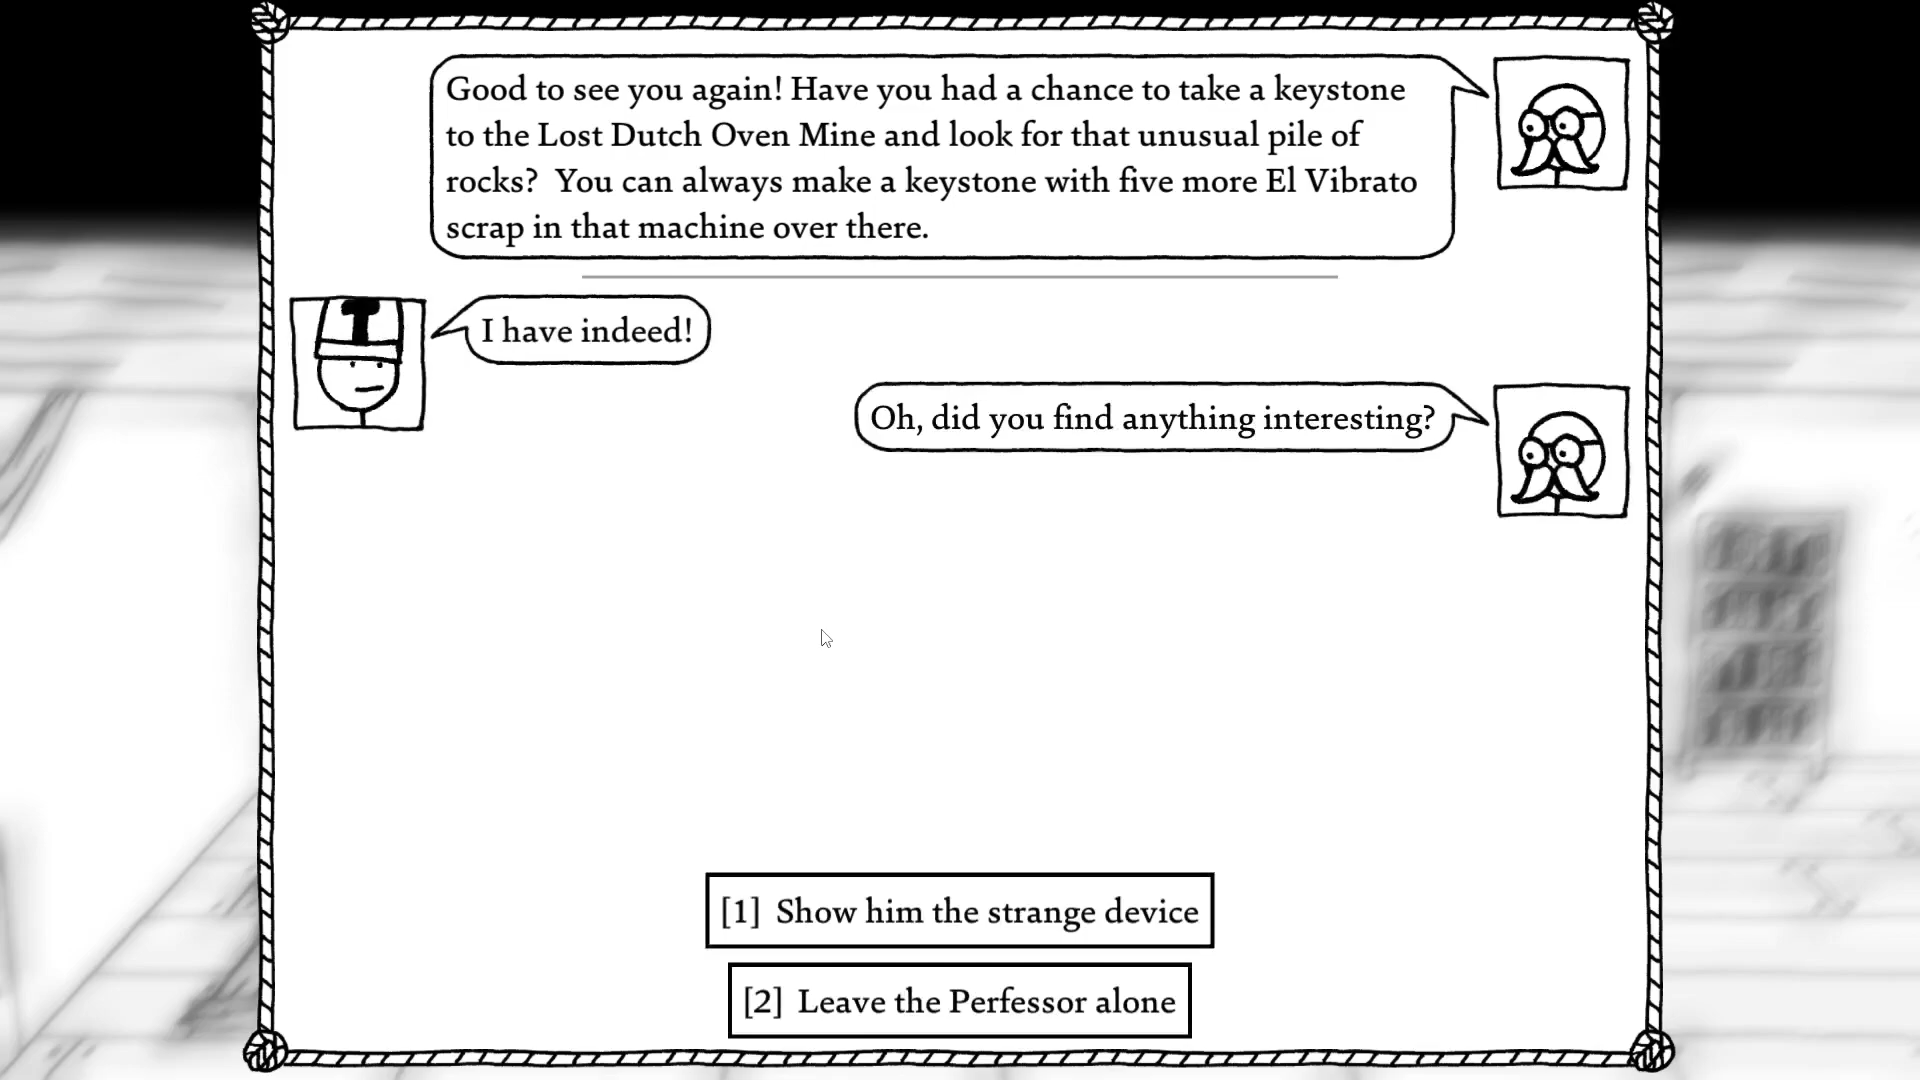 Good to see you again! Have you had a chance to take a keystone
to the Lost Dutch Oven Mine and look for that unusual pile of
rocks?  You can always make a keystone with five more El Vibrato
scrap in that machine over there.
I have indeed!
Oh, did you find anything interesting?
[1] Show him the strange device
[2] Leave the Perfessor alone